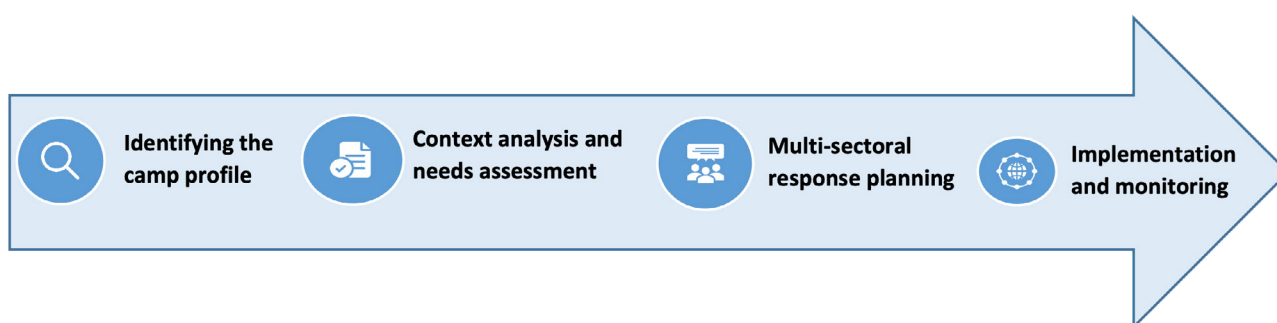 Identifying the
camp profile
Context analysis and
needs assessment
Multi-sectoral
response planning
Implementation
and monitoring